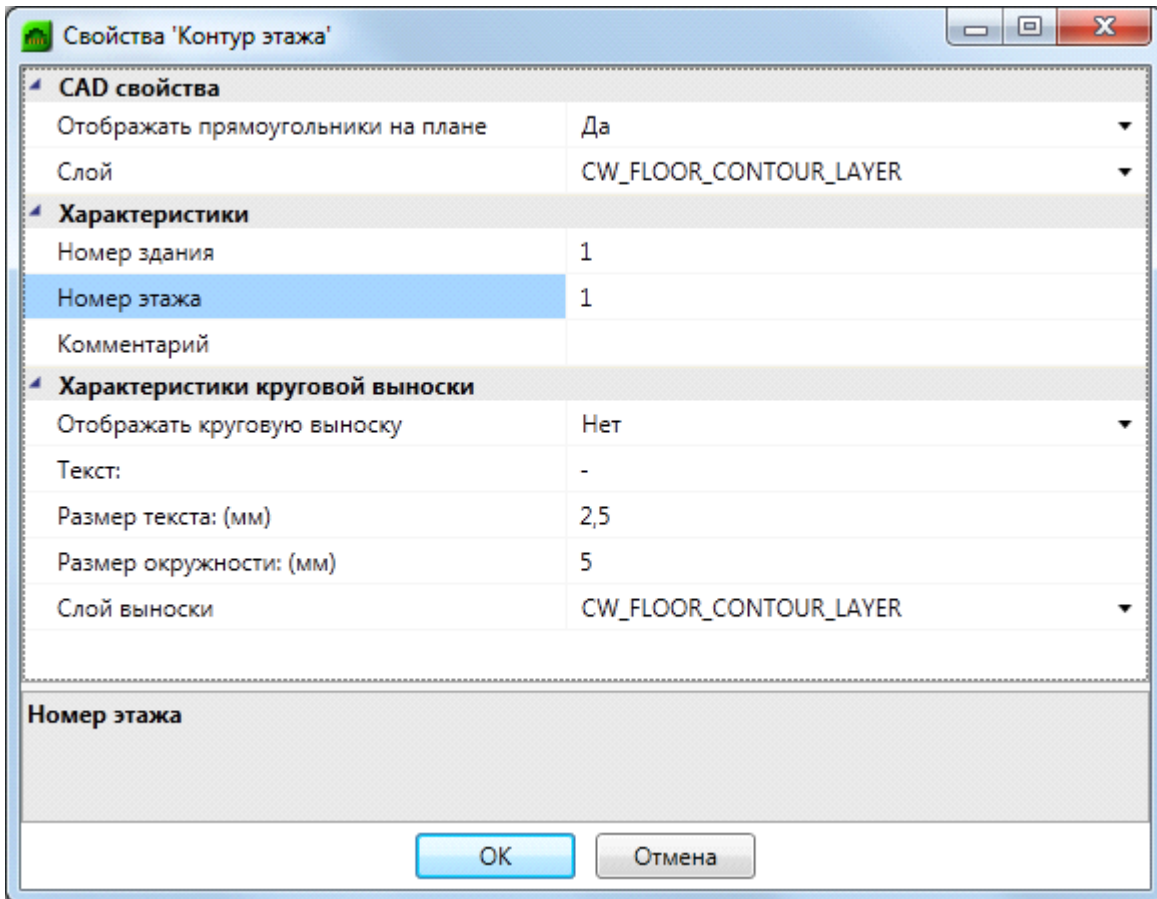 Свойства 'Контур этажа'
CAD свойства
Отображать прямоугольники на плане Да
Слой CW_FLOOR_CONTOUR_LAYER
Характеристики
Номер здания 1
Номер этажа 1
Комментарий
Характеристики круговой выноски
Отображать круговую выноску Нет
Текст: -
Размер текста: (мм) 2,5
Размер окружности: (мм) 5
Слой выноски CW_FLOOR_CONTOUR_LAYER
Номер этажа
OK Отмена